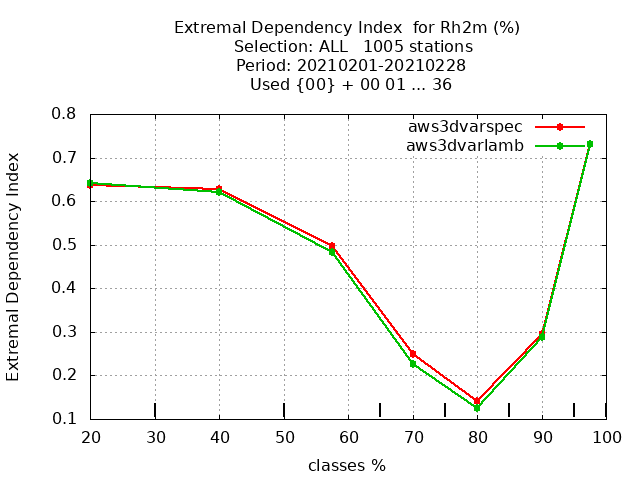 Extremal Dependency Index  for Rh2m (%)
Selection: ALL   1005 stations
Period: 20210201-20210228
Used {00} + 00 01 ... 36
aws3dvarspec
aws3dvarlamb
Extremal Dependency Index
0.8
0.7
0.6
0.5
0.4
0.3
0.2
0.1
20 30 40 50 60 70 80 90 100
classes %